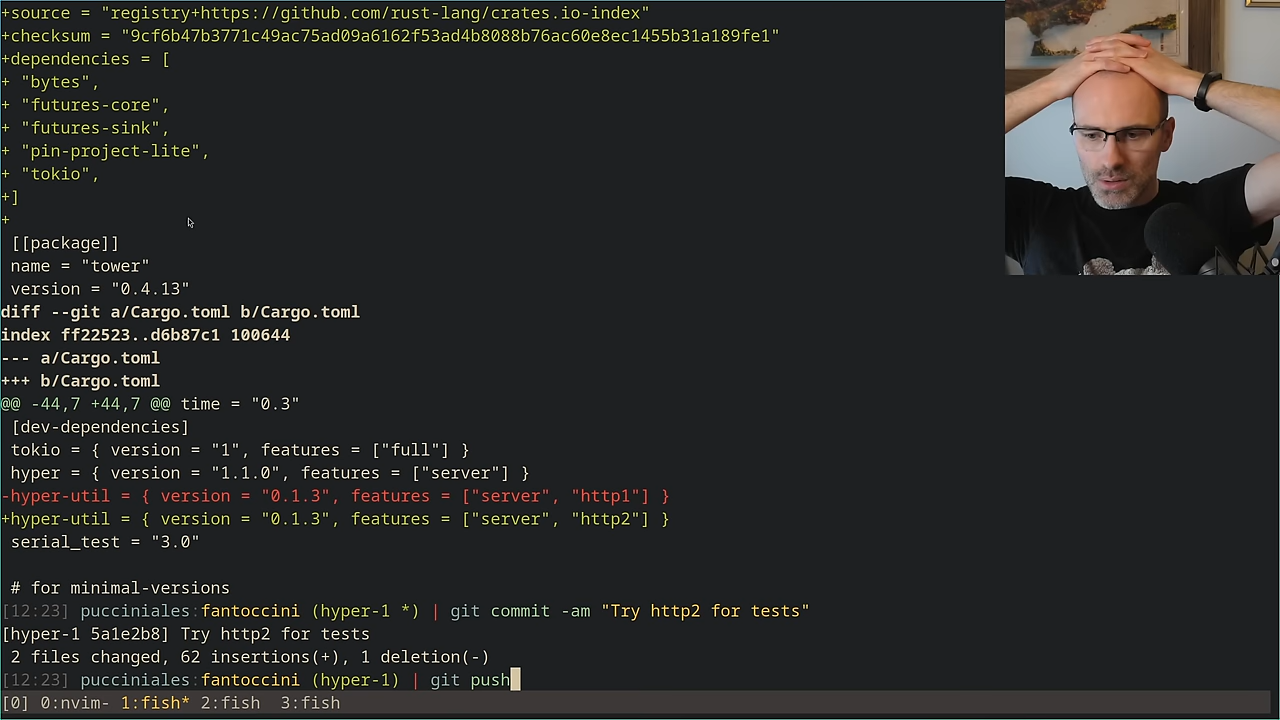 +source = "registry+https://github.com/rust-lang/crates.io-index"
+checksum = "9cf6b47b3771c49ac75ad09a6162f53ad4b8088b76ac60e8ec1455b31a189fe1"
+dependencies = [
+ "bytes",
+ "futures-core",
+ "futures-sink",
+ "pin-project-lite",
+ "tokio",
+]
+
[[package]]
name = "tower"
version = "0.4.13"
diff --git a/Cargo.toml b/Cargo.toml
index ff22523..d6b87c1 100644
--- a/Cargo.toml
+++ b/Cargo.toml
@@ -44,7 +44,7 @@ time = "0.3"
[dev-dependencies]
tokio = { version = "1", features = ["full"] }
hyper = { version = "1.1.0", features = ["server"] }
-hyper-util = { version = "0.1.3", features = ["server", "http1"] }
+hyper-util = { version = "0.1.3", features = ["server", "http2"] }
serial_test = "3.0"
# for minimal-versions
[12:23] pucciniales:fantoccini (hyper-1 *) | git commit -am "Try http2 for tests"
[hyper-1 5a1e2b8] Try http2 for tests
2 files changed, 62 insertions(+), 1 deletion(-)
[12:23] pucciniales:fantoccini (hyper-1) | git push
[0] 0:nvim- 1:fish* 2:fish 3:fish